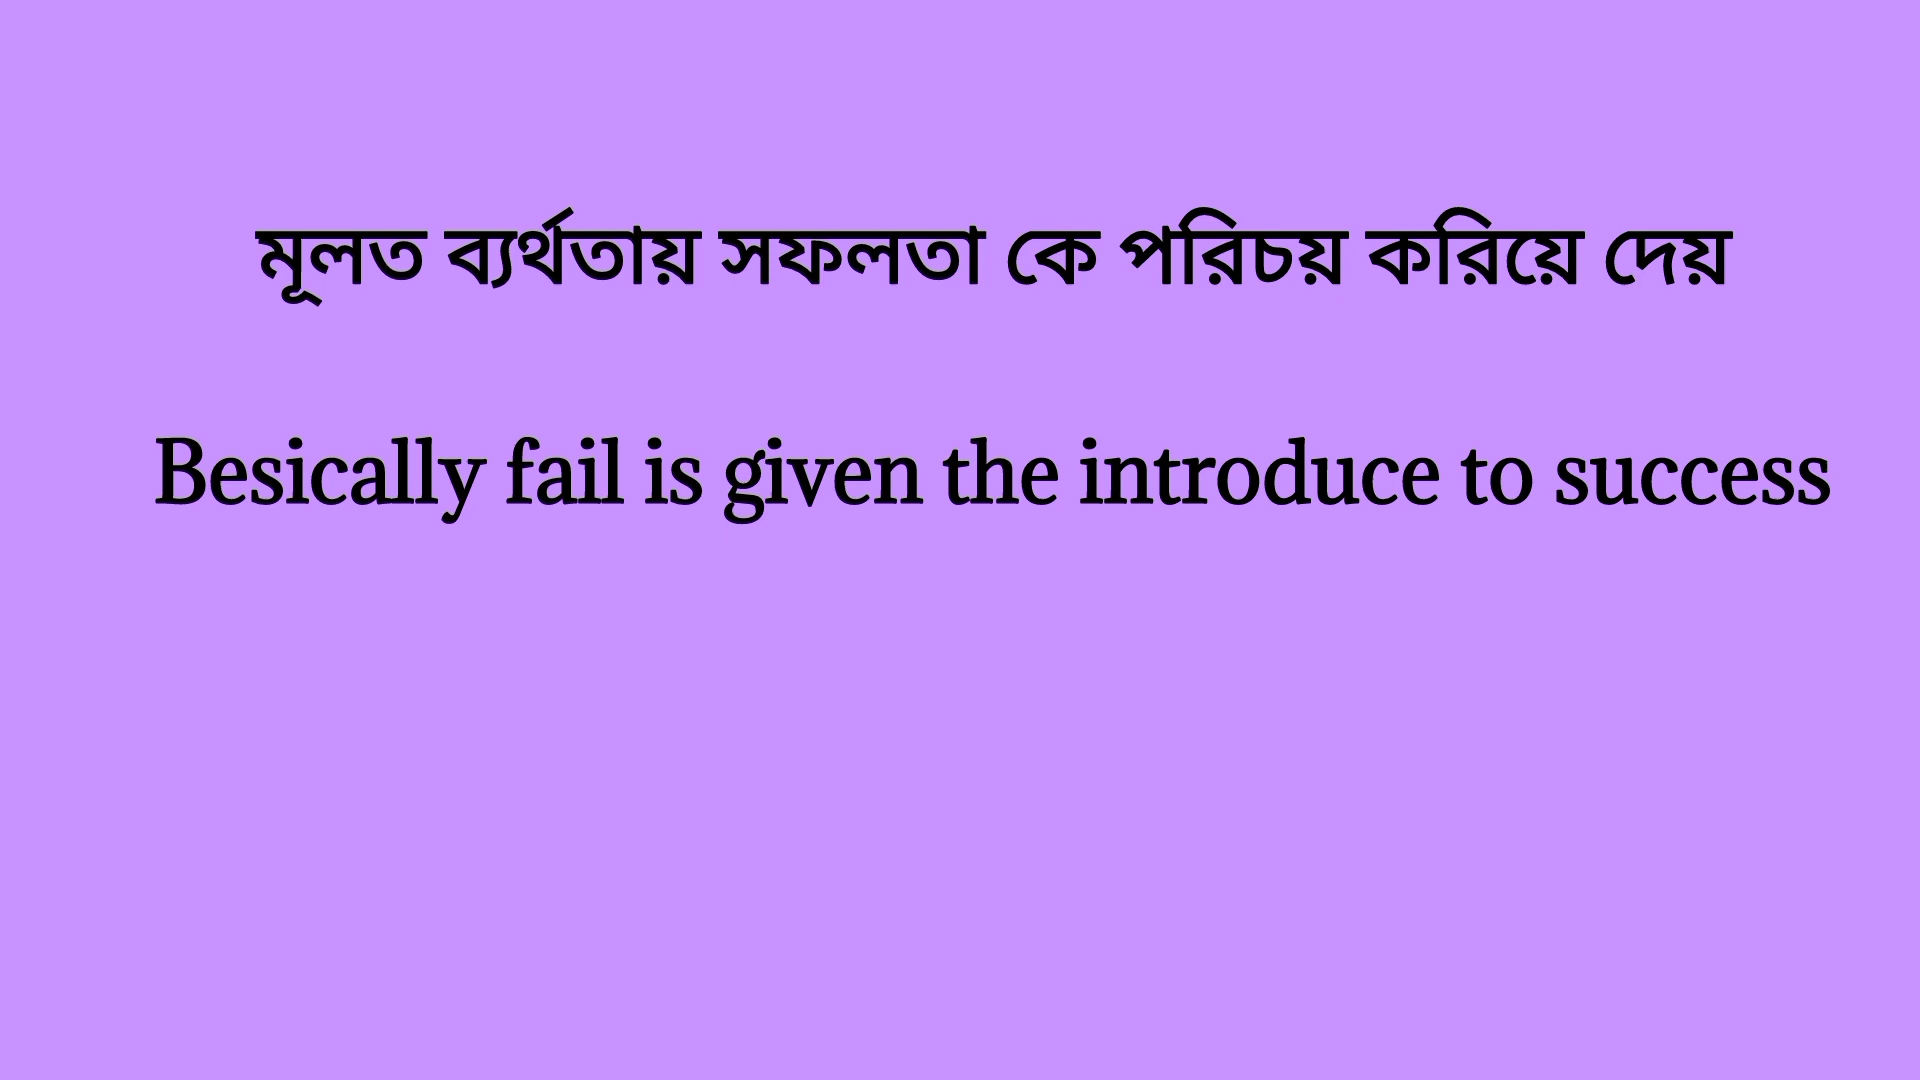 মূলত ব্যর্থতায় সফলতা কে পরিচয় করিয়ে দেয়
Besically fail is given the introduce to success